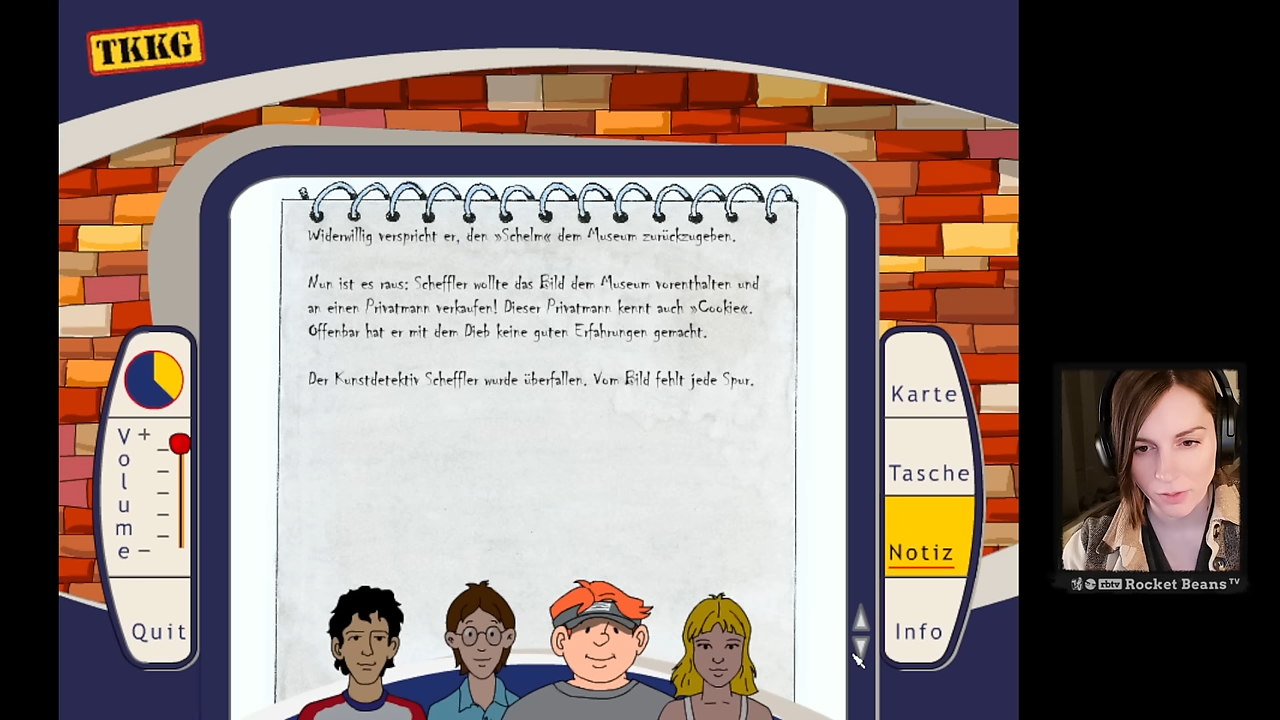 TKKG
Widerwillig verspricht er, den »Schelm« dem Museum zurückzugeben.
Nun ist es raus: Scheffler wollte das Bild dem Museum vorenthalten und
an einen Privatmann verkaufen! Dieser Privatmann kennt auch »Cookie«.
Offenbar hat er mit dem Dieb keine guten Erfahrungen gemacht.
Der Kunstdetektiv Scheffler wurde überfallen. Vom Bild fehlt jede Spur.
Volume
+
−
Quit
Karte
Tasche
Notiz
Info
rbtv Rocket Beans TV